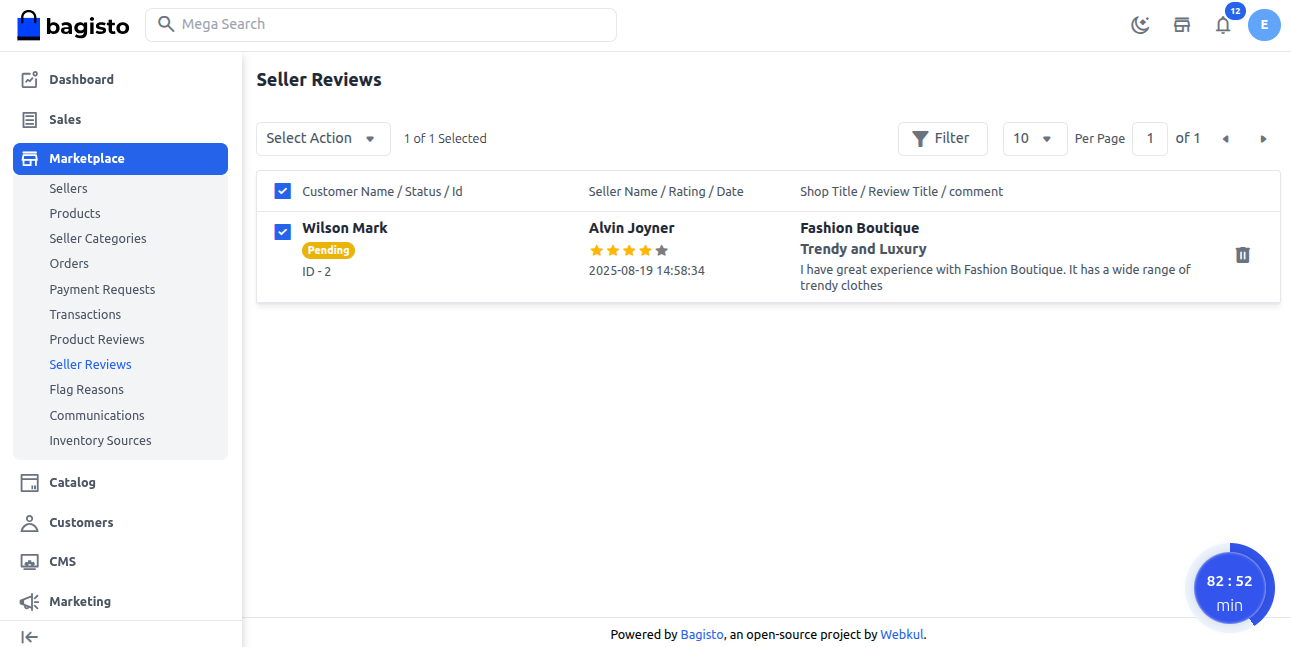 bagisto
Mega Search
12
E
Dashboard
Sales
Marketplace
Sellers
Products
Seller Categories
Orders
Payment Requests
Transactions
Product Reviews
Seller Reviews
Flag Reasons
Communications
Inventory Sources
Catalog
Customers
CMS
Marketing
Seller Reviews
Select Action
1 of 1 Selected
Filter
10
Per Page
1
of 1
Customer Name / Status / Id
Seller Name / Rating / Date
Shop Title / Review Title / comment
Wilson Mark
Pending
ID - 2
Alvin Joyner
2025-08-19 14:58:34
Fashion Boutique
Trendy and Luxury
I have great experience with Fashion Boutique. It has a wide range of
trendy clothes
82 : 52
min
Powered by Bagisto, an open-source project by Webkul.